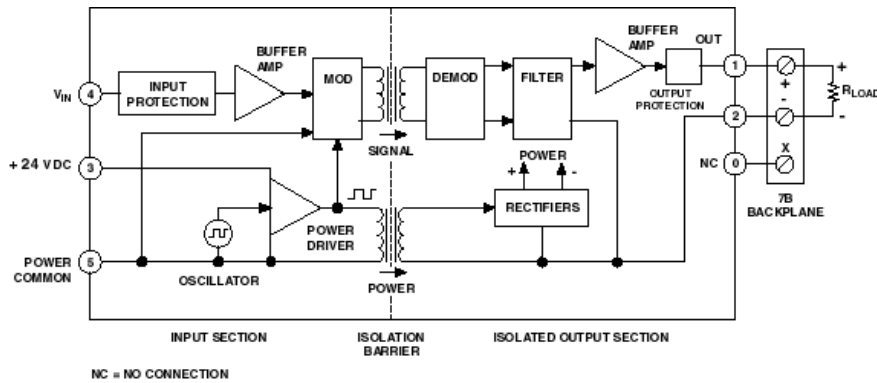 BUFFER
AMP
BUFFER
AMP
OUT
MOD
DEMOD
FILTER
INPUT
PROTECTION
OUTPUT
PROTECTION
VIN
4
1
+
-
+
RLOAD
-
2
SIGNAL
+ 24 VDC
3
POWER
+
-
NC
0
X
RECTIFIERS
7B
BACKPLANE
POWER
DRIVER
POWER
COMMON
5
OSCILLATOR
POWER
INPUT SECTION
ISOLATION
BARRIER
ISOLATED OUTPUT SECTION
NC = NO CONNECTION